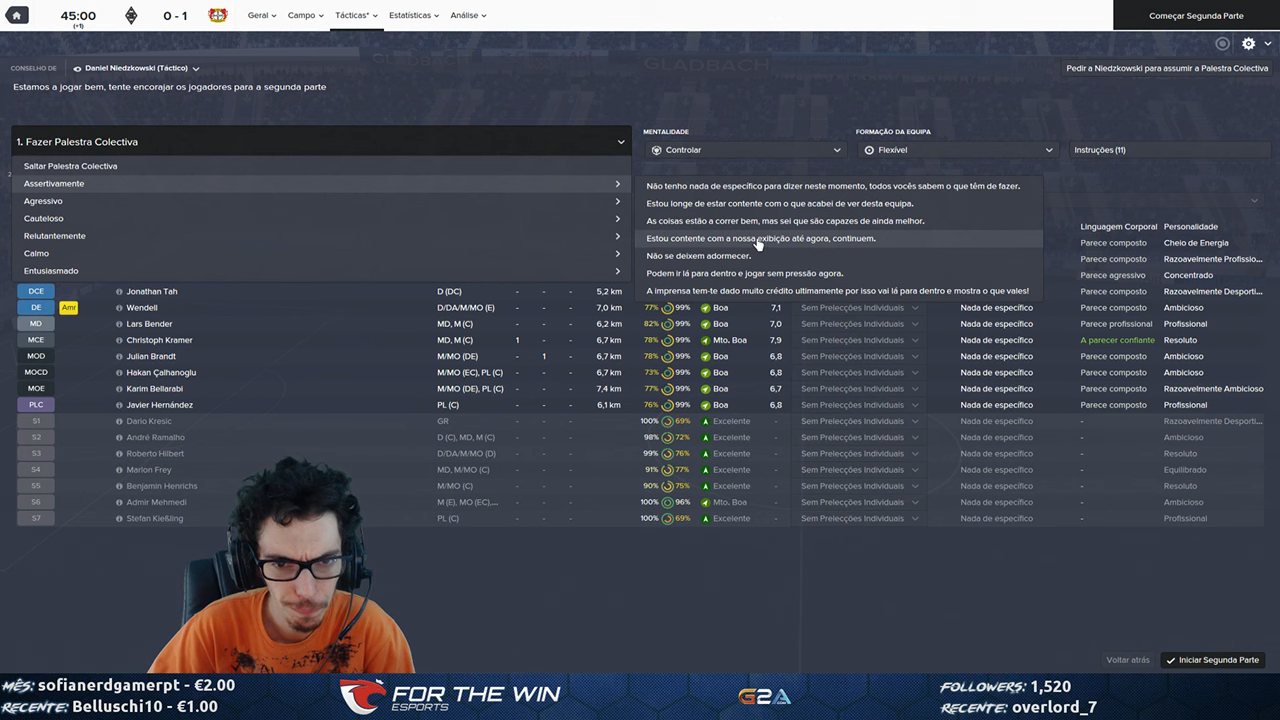 45:00
(+1)
0 - 1
Geral
Campo
Tácticas*
Estatísticas
Análise
Começar Segunda Parte
GLADBACH
GLADBACH
CONSELHO DE
Daniel Niedzkowski (Táctico)
Pedir a Niedzkowski para assumir a Palestra Colectiva
Estamos a jogar bem, tente encorajar os jogadores para a segunda parte
1. Fazer Palestra Colectiva
MENTALIDADE
FORMAÇÃO DA EQUIPA
Controlar
Flexível
Instruções (11)
Saltar Palestra Colectiva
Assertivamente
Agressivo
Cauteloso
Relutantemente
Calmo
Entusiasmado
Não tenho nada de específico para dizer neste momento, todos vocês sabem o que têm de fazer.
Estou longe de estar contente com o que acabei de ver desta equipa.
As coisas estão a correr bem, mas sei que são capazes de ainda melhor.
Estou contente com a nossa exibição até agora, continuem.
Não se deixem adormecer.
Podem ir lá para dentro e jogar sem pressão agora.
A imprensa tem-te dado muito crédito ultimamente por isso vai lá para dentro e mostra o que vales!
Linguagem Corporal Personalidade
Parece composto Cheio de Energia
Parece composto Razoavelmente Profissio...
Parece agressivo Concentrado
DCE Jonathan Tah D (DC) - - - 5,2 km Parece composto Razoavelmente Desporti...
DE Amr Wendell D/DA/MO (E) - - - 7,0 km 77% 99% Boa 7,1 Sem Prelecções Individuais Nada de específico Parece composto Ambicioso
MD Lars Bender MD, M (C) - - - 6,2 km 82% 99% Boa 7,0 Sem Prelecções Individuais Nada de específico Parece profissional Profissional
MCE Christoph Kramer MD, M (C) 1 - - 6,7 km 78% 99% Mto. Boa 7,9 Sem Prelecções Individuais Nada de específico A parecer confiante Resoluto
MOD Julian Brandt M/MO (DE) - 1 - 6,7 km 78% 99% Boa 6,8 Sem Prelecções Individuais Nada de específico Parece composto Ambicioso
MOCD Hakan Çalhanoglu M/MO (EC), PL (C) - - - 6,7 km 73% 99% Boa 6,8 Sem Prelecções Individuais Nada de específico Parece composto Ambicioso
MOE Karim Bellarabi M/MO (DE), PL (C) - - - 7,4 km 77% 99% Boa 6,7 Sem Prelecções Individuais Nada de específico Parece composto Razoavelmente Ambicioso
PLC Javier Hernández PL (C) - - - 6,1 km 76% 99% Boa 6,8 Sem Prelecções Individuais Nada de específico Parece composto Profissional
S1 Dario Kresic GR - - - 100% 69% Excelente - Sem Prelecções Individuais Nada de específico - Razoavelmente Desporti...
S2 André Ramalho D (C), MD, M (C) - - - 98% 72% Excelente - Sem Prelecções Individuais Nada de específico - Ambicioso
S3 Roberto Hilbert D/DA/MO (D) - - - 99% 76% Excelente - Sem Prelecções Individuais Nada de específico - Resoluto
S4 Marlon Frey MD, M/MO (C) - - - 91% 77% Excelente - Sem Prelecções Individuais Nada de específico - Equilibrado
S5 Benjamin Henrichs M/MO (C) - - - 90% 75% Excelente - Sem Prelecções Individuais Nada de específico - Resoluto
S6 Admir Mehmedi M (E), MO (EC),... - - - 100% 96% Mto. Boa - Sem Prelecções Individuais Nada de específico - Ambicioso
S7 Stefan Kießling PL (C) - - - 100% 69% Excelente - Sem Prelecções Individuais Nada de específico - Profissional
Voltar atrás
Iniciar Segunda Parte
MÊS: sofianerdgamerpt - €2.00
RECENTE: Belluschi10 - €1.00
FOR THE WIN
ESPORTS
G2A
.COM
FOLLOWERS: 1,520
RECENTE: overlord_7